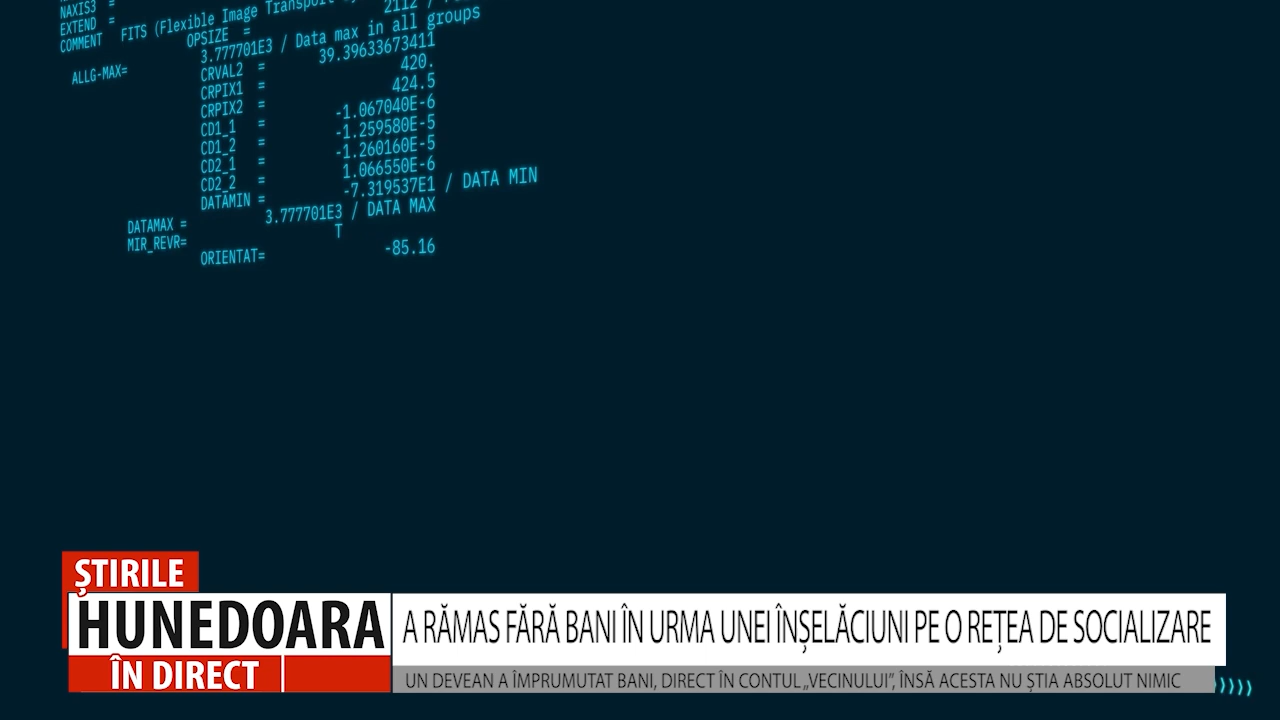 NAXIS3 =
EXTEND =
COMMENT FITS (Flexible Image Transport
OPSIZE = 2112 /
ALLG-MAX= 3.777701E3 / Data max in all groups
CRVAL2 = 39.39633673411
CRPIX1 = 420.
CRPIX2 = 424.5
CD1_1 = -1.067040E-6
CD1_2 = -1.259580E-5
CD2_1 = -1.260160E-5
CD2_2 = 1.066550E-6
DATAMIN = -7.319537E1 / DATA MIN
DATAMAX = 3.777701E3 / DATA MAX
MIR_REVR= T
ORIENTAT= -85.16
ȘTIRILE
HUNEDOARA
ÎN DIRECT
A RĂMAS FĂRĂ BANI ÎN URMA UNEI ÎNȘELĂCIUNI PE O REȚEA DE SOCIALIZARE
UN DEVEAN A ÎMPRUMUTAT BANI, DIRECT ÎN CONTUL „VECINULUI”, ÎNSĂ ACESTA NU ȘTIA ABSOLUT NIMIC